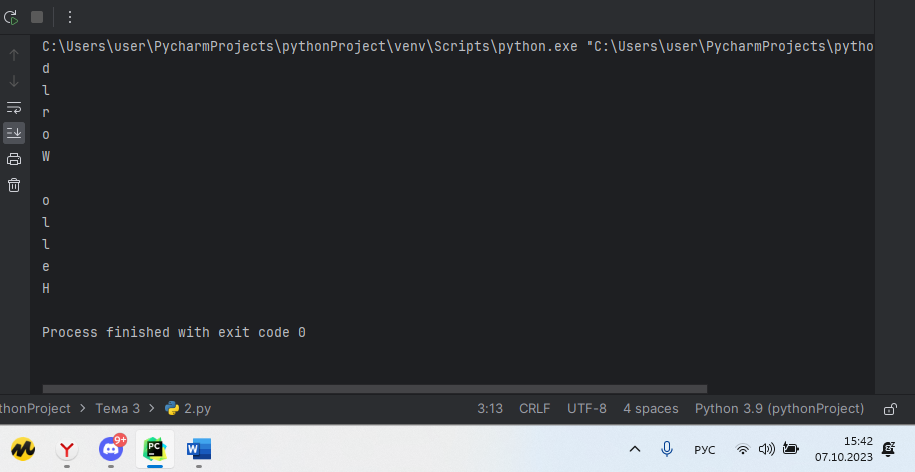 C:\Users\user\PycharmProjects\pythonProject\venv\Scripts\python.exe "C:\Users\user\PycharmProjects\pytho
d
l
r
o
W
o
l
l
e
H
Process finished with exit code 0
thonProject > Тема 3 > 2.py 3:13 CRLF UTF-8 4 spaces Python 3.9 (pythonProject)
9+ PC W РУС 15:42
07.10.2023